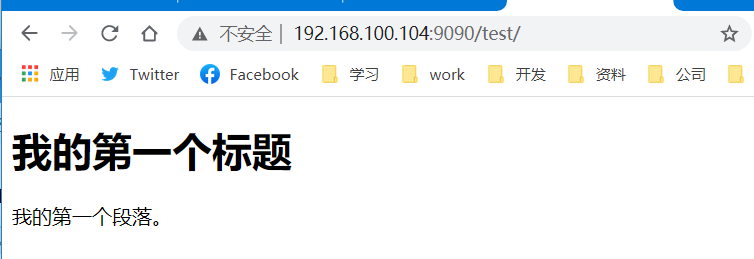 不安全 | 192.168.100.104:9090/test/
应用 Twitter Facebook 学习 work 开发 资料 公司
我的第一个标题
我的第一个段落。